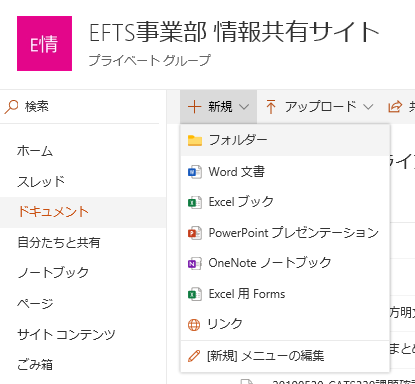 E情
EFTS事業部 情報共有サイト
プライベート グループ
検索
新規
アップロード
ホーム
スレッド
ドキュメント
自分たちと共有
ノートブック
ページ
サイト コンテンツ
ごみ箱
フォルダー
Word 文書
Excel ブック
PowerPoint プレゼンテーション
OneNote ノートブック
Excel 用 Forms
リンク
[新規] メニューの編集
ライ
方明
まと